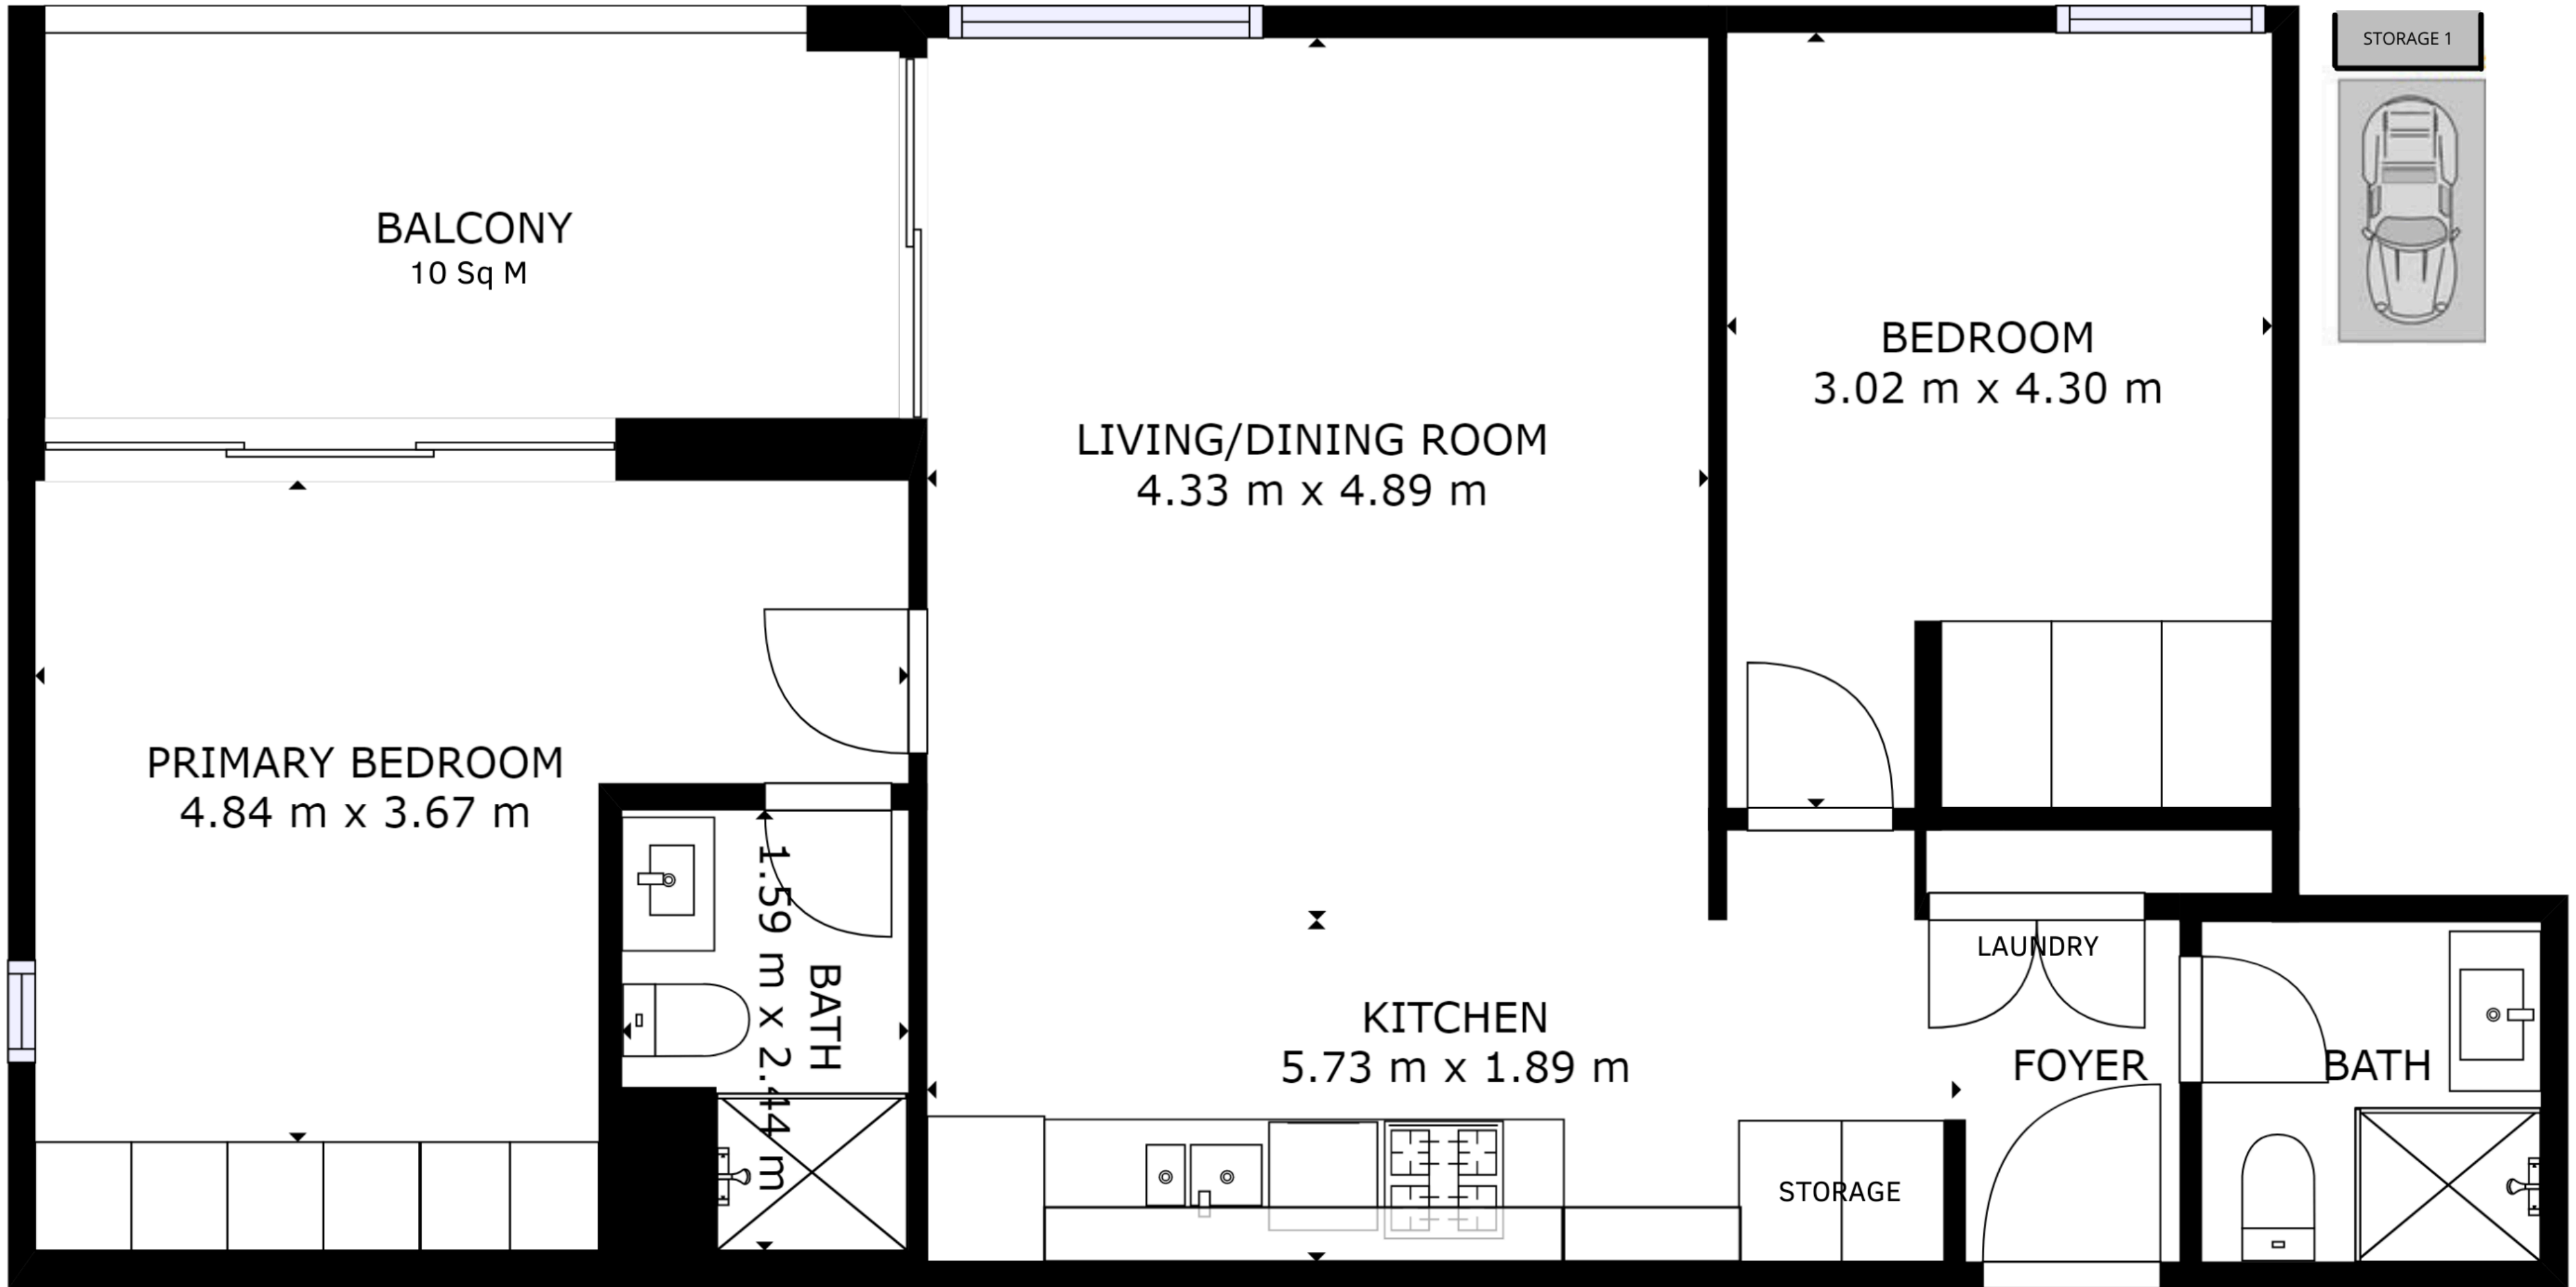 STORAGE 1
BALCONY
10 Sq M
BEDROOM
3.02 m x 4.30 m
LIVING/DINING ROOM
4.33 m x 4.89 m
PRIMARY BEDROOM
4.84 m x 3.67 m
BATH
1.59 m x 2.44 m
LAUNDRY
KITCHEN
5.73 m x 1.89 m
FOYER
BATH
STORAGE